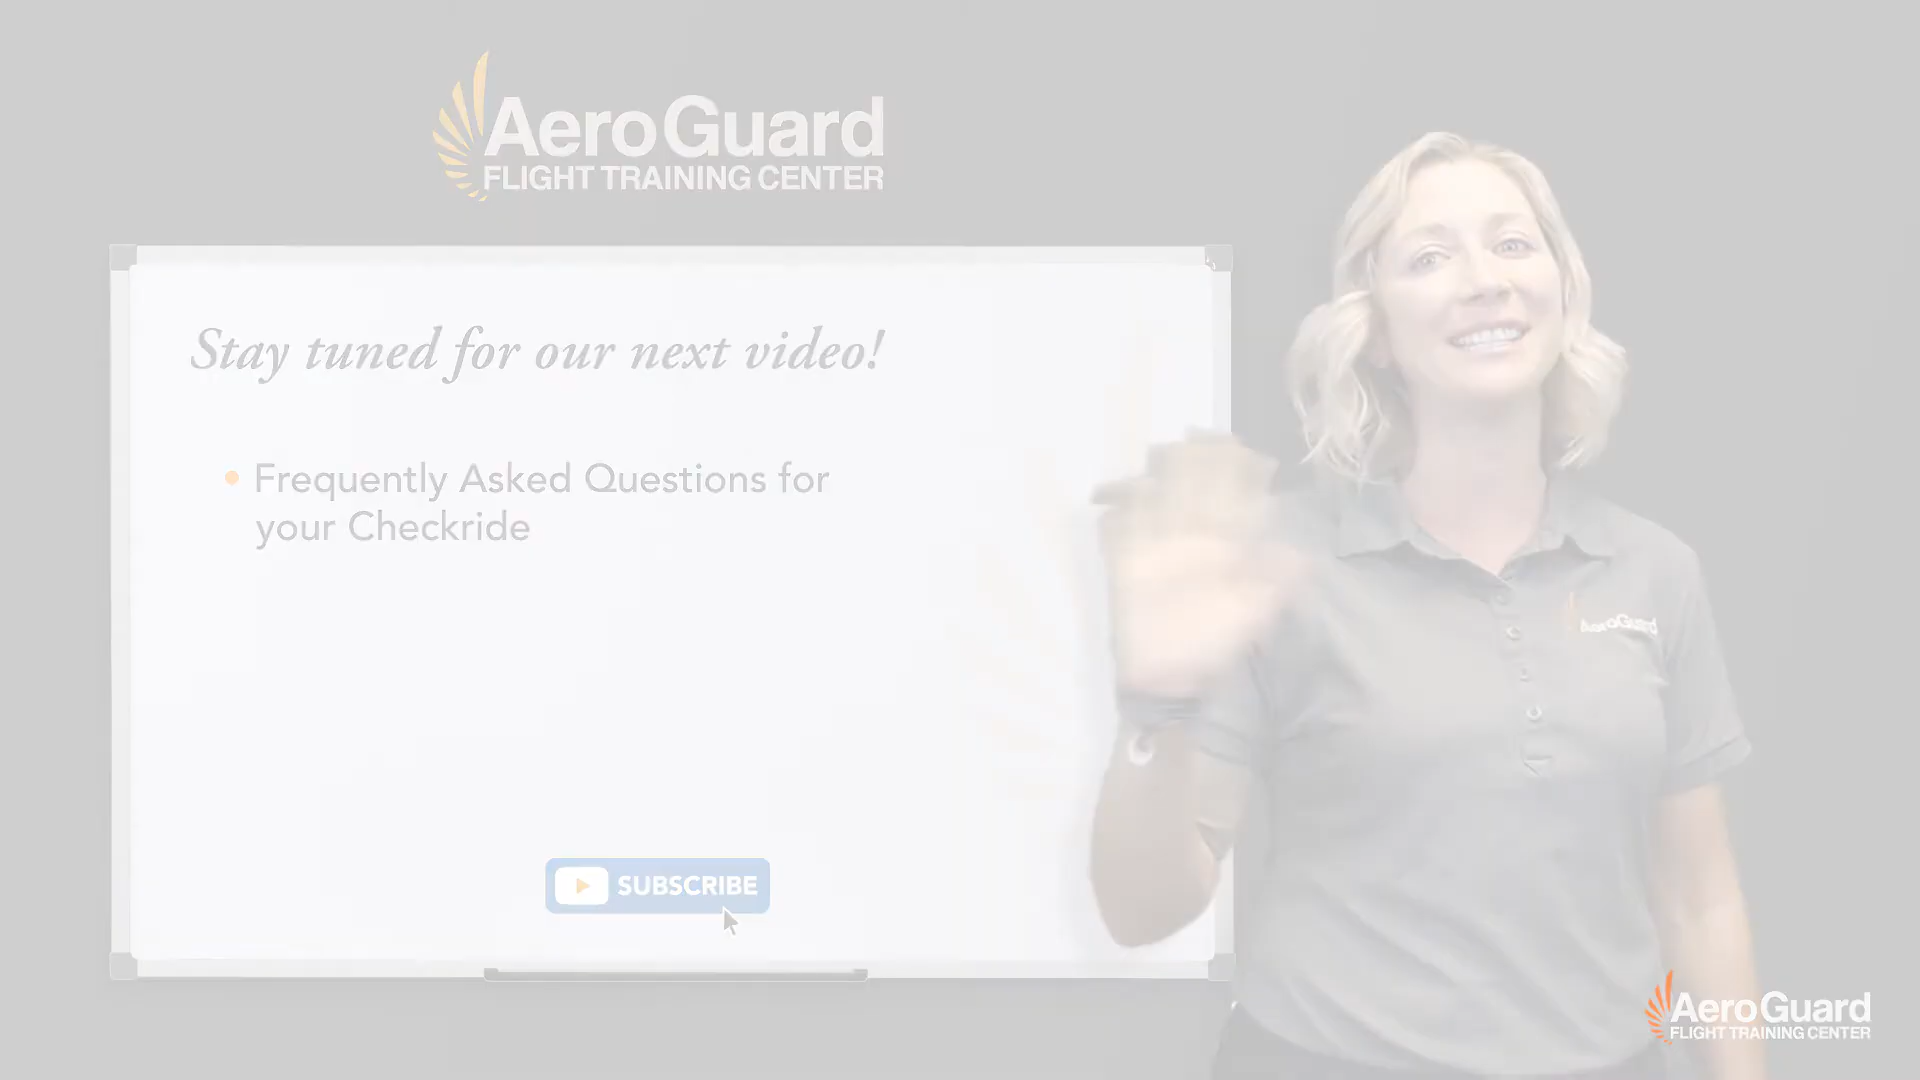 AeroGuard
FLIGHT TRAINING CENTER
Stay tuned for our next video!
• Frequently Asked Questions for
your Checkride
SUBSCRIBE
AeroGuard
AeroGuard
FLIGHT TRAINING CENTER